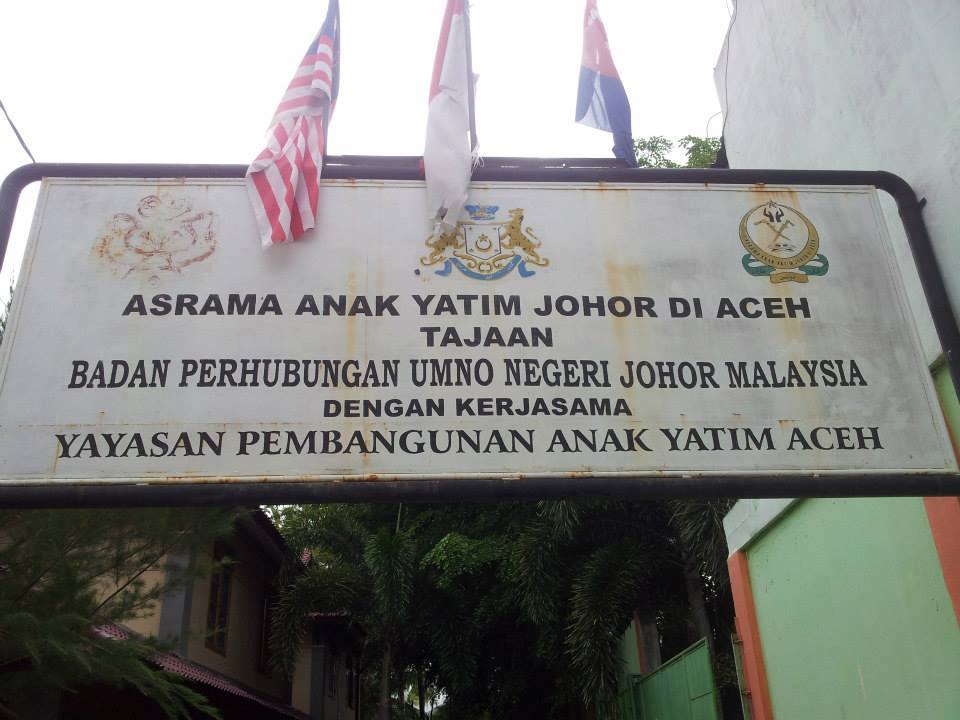 ASRAMA ANAK YATIM JOHOR DI ACEH
TAJAAN
BADAN PERHUBUNGAN UMNO NEGERI JOHOR MALAYSIA
DENGAN KERJASAMA
YAYASAN PEMBANGUNAN ANAK YATIM ACEH